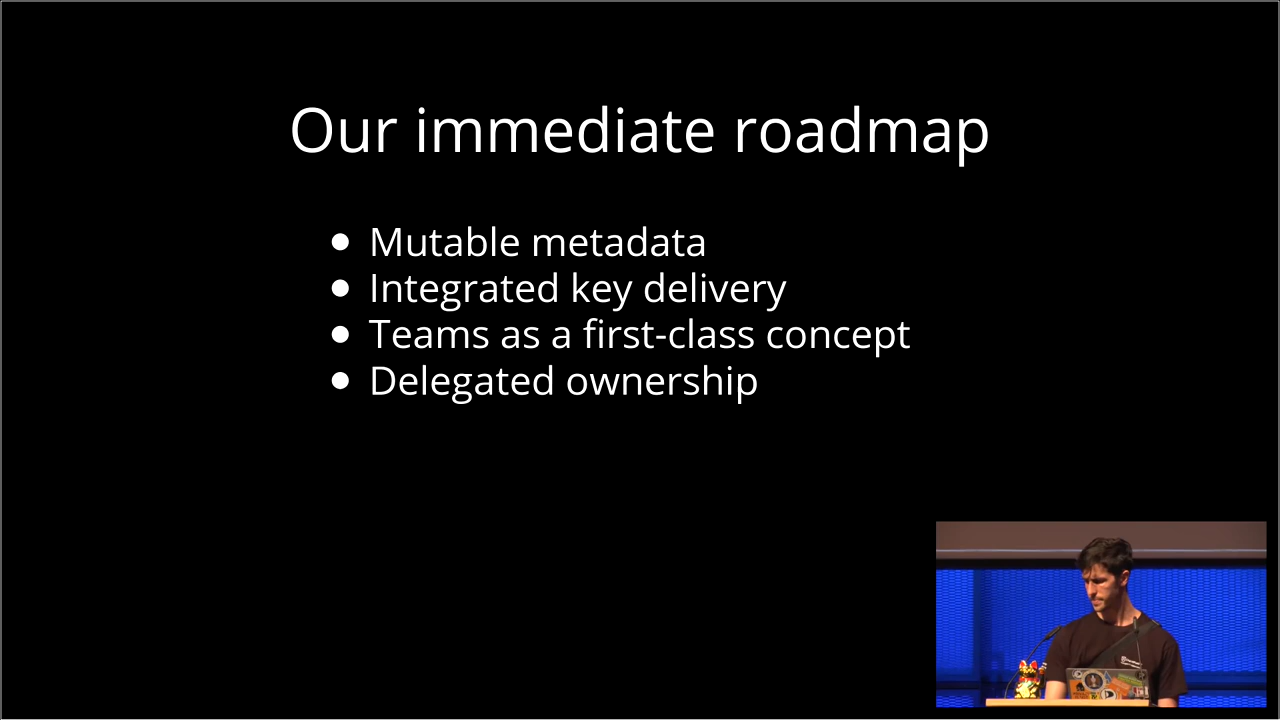 Our immediate roadmap
● Mutable metadata
● Integrated key delivery
● Teams as a first-class concept
● Delegated ownership